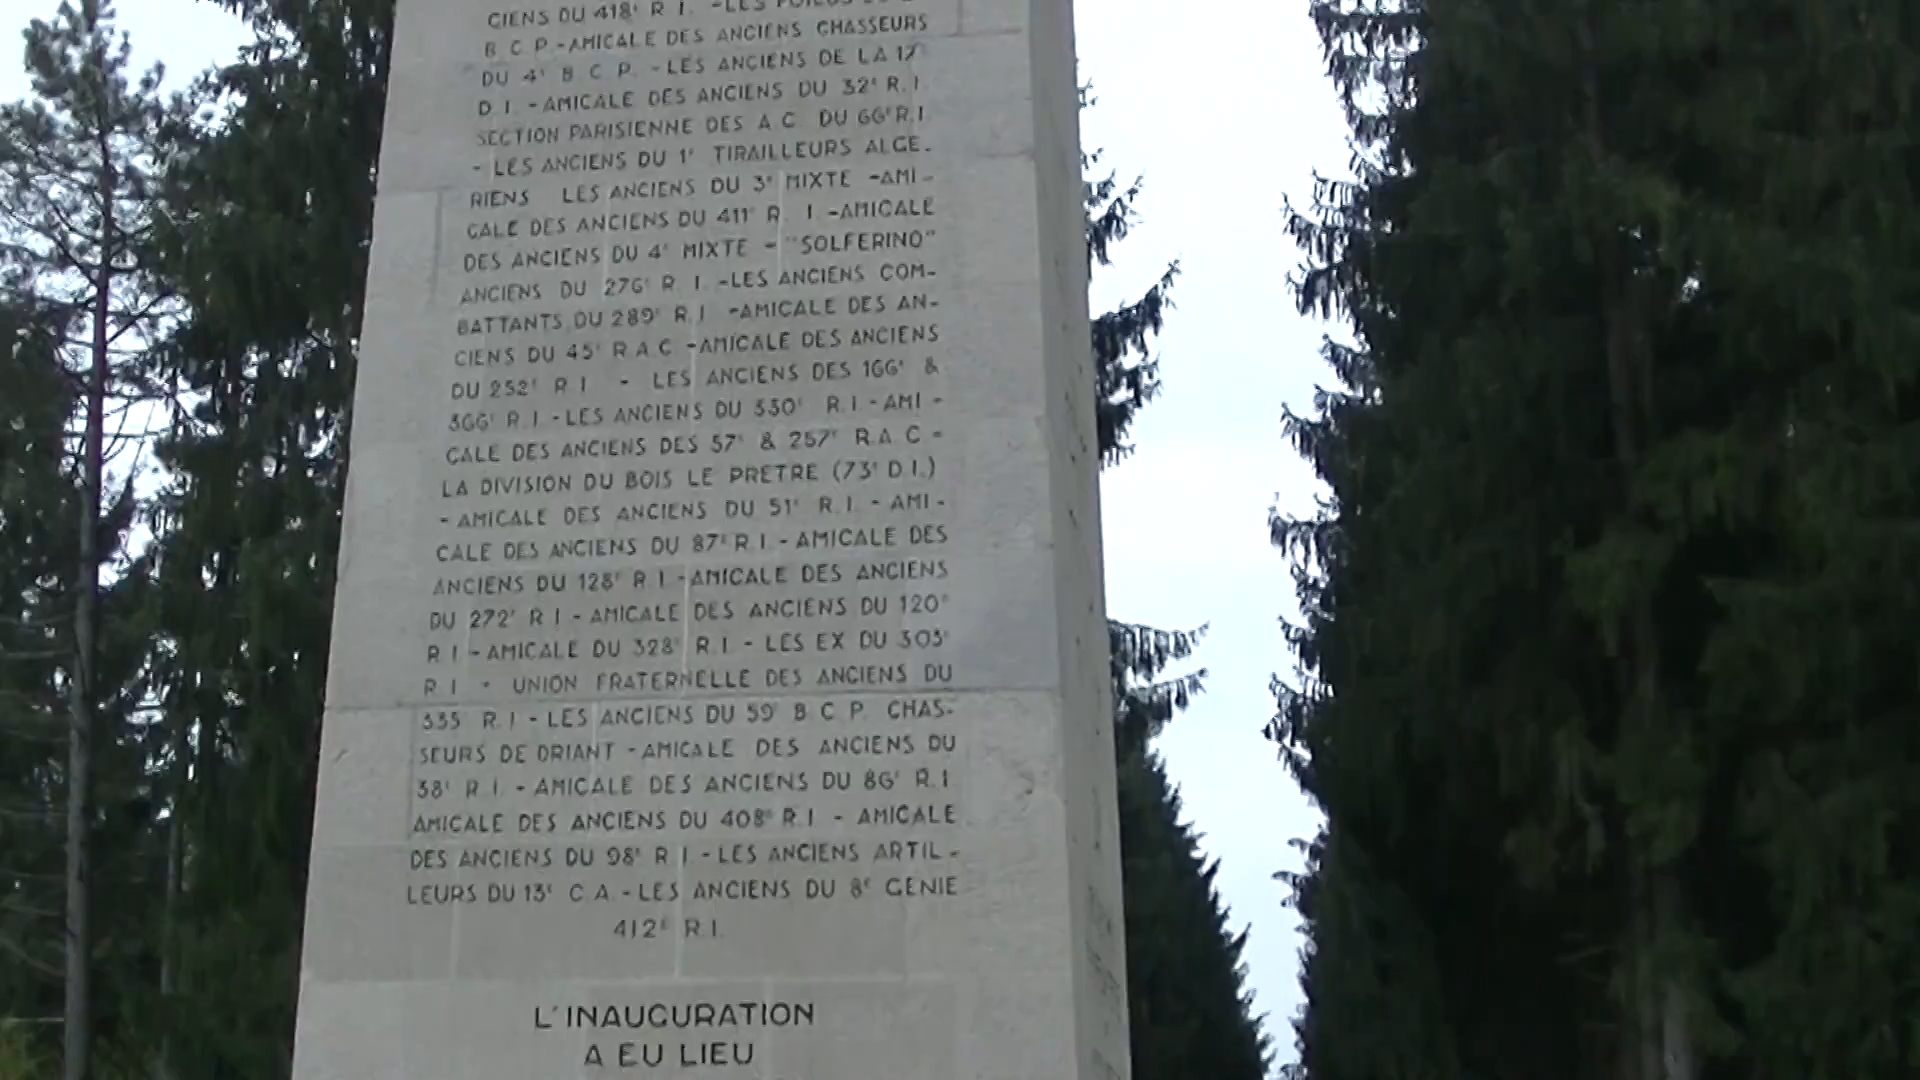 CIENS DU 418ᵉ R I. - LES POILUS
B C P. - AMICALE DES ANCIENS CHASSEURS
DU 4ᵉ B C P. - LES ANCIENS DE LA 17ᵉ
D I. - AMICALE DES ANCIENS DU 32ᵉ R. I.
SECTION PARISIENNE DES A C DU 66ᵉ R. I
- LES ANCIENS DU 1ᵉ TIRAILLEURS ALGE-
RIENS LES ANCIENS DU 3ᵉ MIXTE - AMI-
CALE DES ANCIENS DU 411ᵉ R. I. - AMICALE
DES ANCIENS DU 4ᵉ MIXTE - "SOLFERINO"
ANCIENS DU 276ᵉ R. I. - LES ANCIENS COM-
BATTANTS DU 289ᵉ R. I - AMICALE DES AN-
CIENS DU 45ᵉ R A C - AMICALE DES ANCIENS
DU 252ᵉ R I - LES ANCIENS DES 166ᵉ &
366ᵉ R. I - LES ANCIENS DU 330ᵉ R. I. - AMI -
CALE DES ANCIENS DES 57ᵉ & 257ᵉ R. A. C -
LA DIVISION DU BOIS LE PRETRE (73ᵉ D I.)
- AMICALE DES ANCIENS DU 51ᵉ R. I. - AMI -
CALE DES ANCIENS DU 87ᵉ R. I. - AMICALE DES
ANCIENS DU 128ᵉ R I - AMICALE DES ANCIENS
DU 272ᵉ R I - AMICALE DES ANCIENS DU 120ᵉ
R I - AMICALE DU 328ᵉ R. I - LES EX DU 303ᵉ
R I - UNION FRATERNELLE DES ANCIENS DU
335 R. I - LES ANCIENS DU 59ᵉ B C P. CHAS-
SEURS DE DRIANT - AMICALE DES ANCIENS DU
38ᵉ R. I. - AMICALE DES ANCIENS DU 86ᵉ R. I.
AMICALE DES ANCIENS DU 408ᵉ R. I - AMICALE
DES ANCIENS DU 98ᵉ R I. - LES ANCIENS ARTIL -
LEURS DU 13ᵉ C A. - LES ANCIENS DU 8ᵉ GENIE
412ᵉ R. I.
L'INAUGURATION
A EU LIEU